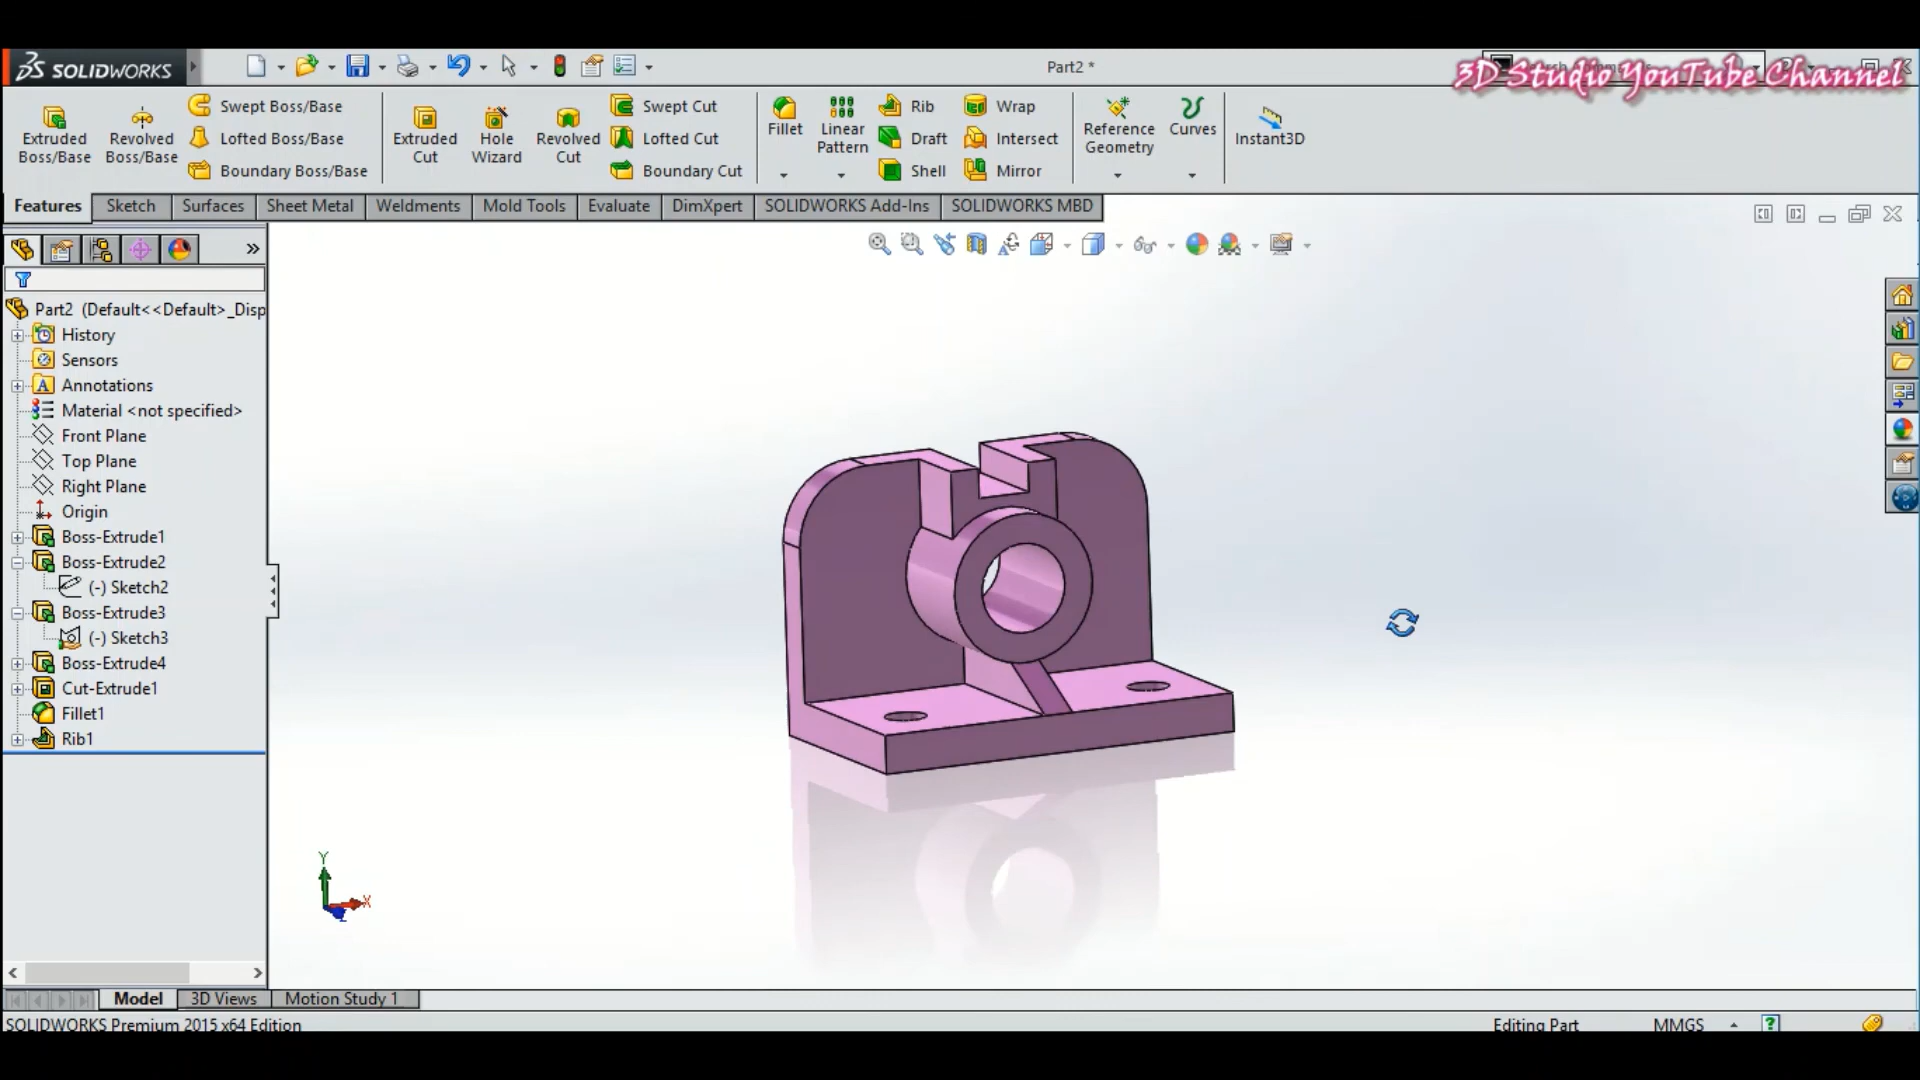 SOLIDWORKS
Part2 *
3D Studio YouTube Channel
Extruded Boss/Base
Revolved Boss/Base
Swept Boss/Base
Lofted Boss/Base
Boundary Boss/Base
Extruded Cut
Hole Wizard
Revolved Cut
Swept Cut
Lofted Cut
Boundary Cut
Fillet
Linear Pattern
Rib
Draft
Shell
Wrap
Intersect
Mirror
Reference Geometry
Curves
Instant3D
Features
Sketch
Surfaces
Sheet Metal
Weldments
Mold Tools
Evaluate
DimXpert
SOLIDWORKS Add-Ins
SOLIDWORKS MBD
Part2 (Default<<Default>_Disp
History
Sensors
Annotations
Material <not specified>
Front Plane
Top Plane
Right Plane
Origin
Boss-Extrude1
Boss-Extrude2
(-) Sketch2
Boss-Extrude3
(-) Sketch3
Boss-Extrude4
Cut-Extrude1
Fillet1
Rib1
Y
X
Z
Model
3D Views
Motion Study 1
SOLIDWORKS Premium 2015 x64 Edition
Editing Part
MMGS